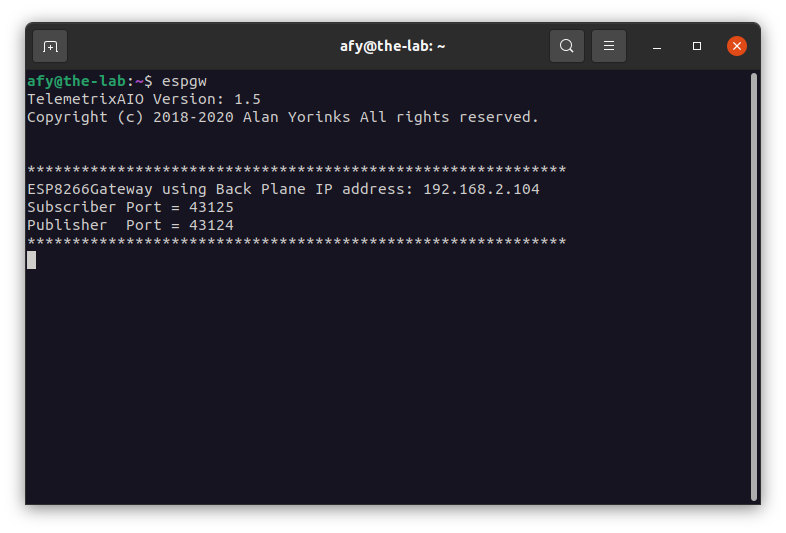 afy@the-lab: ~
afy@the-lab:~$ espgw
TelemetrixAIO Version: 1.5
Copyright (c) 2018-2020 Alan Yorinks All rights reserved.
************************************************************
ESP8266Gateway using Back Plane IP address: 192.168.2.104
Subscriber Port = 43125
Publisher  Port = 43124
************************************************************